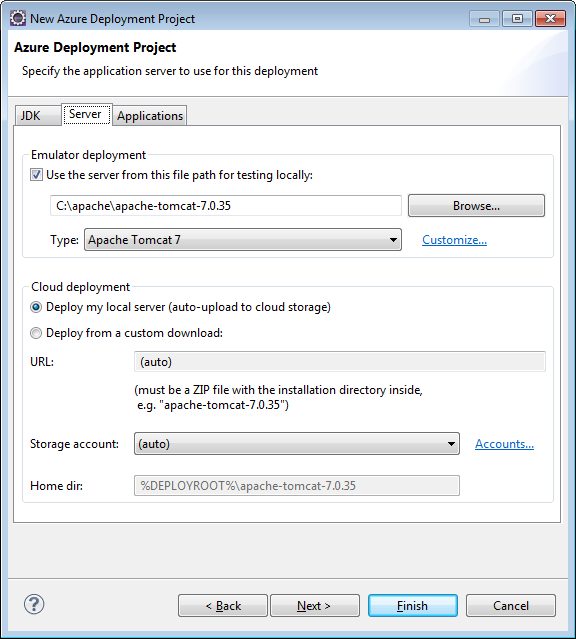 New Azure Deployment Project
Azure Deployment Project
Specify the application server to use for this deployment
JDK Server Applications
Emulator deployment
Use the server from this file path for testing locally:
C:\apache\apache-tomcat-7.0.35 Browse...
Type: Apache Tomcat 7 Customize...
Cloud deployment
Deploy my local server (auto-upload to cloud storage)
Deploy from a custom download:
URL: (auto)
(must be a ZIP file with the installation directory inside,
e.g. "apache-tomcat-7.0.35")
Storage account: (auto) Accounts...
Home dir: %DEPLOYROOT%\apache-tomcat-7.0.35
? < Back Next > Finish Cancel